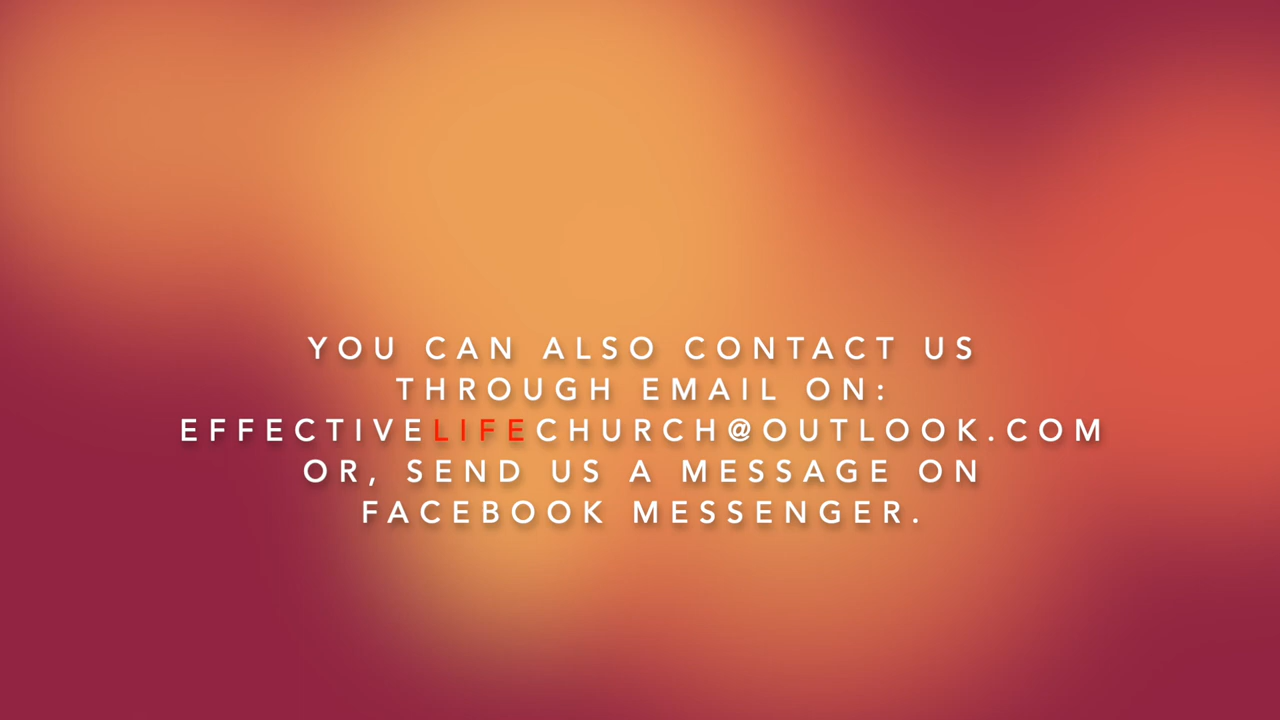 YOU CAN ALSO CONTACT US
THROUGH EMAIL ON:
EFFECTIVELIFECHURCH@OUTLOOK.COM
OR, SEND US A MESSAGE ON
FACEBOOK MESSENGER.